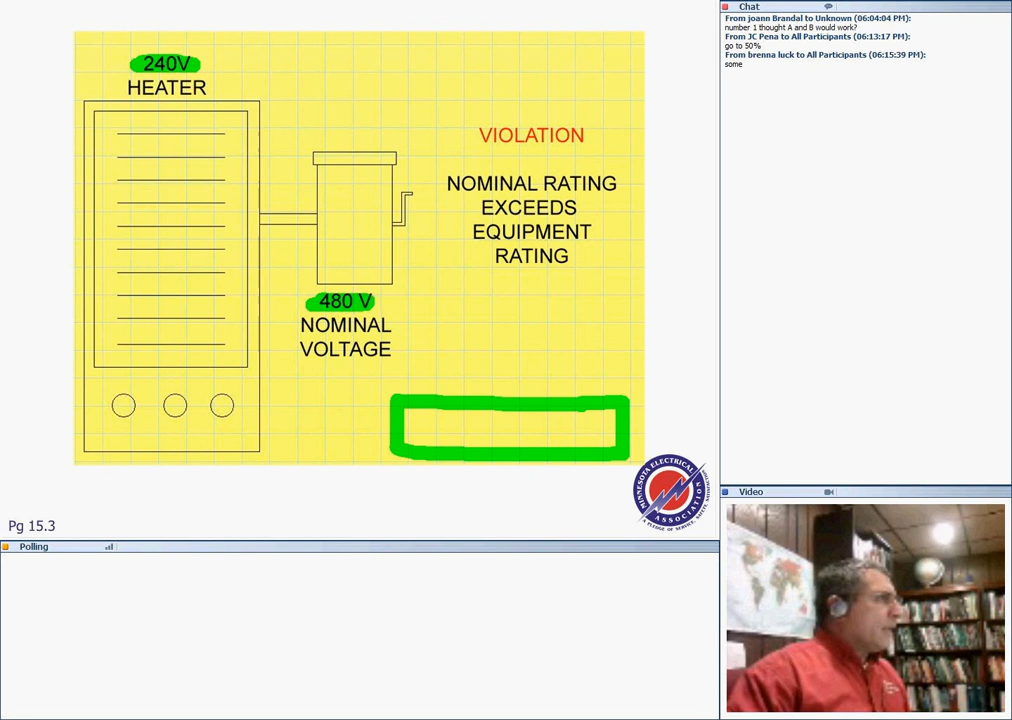 240V
HEATER
VIOLATION
NOMINAL RATING
EXCEEDS
EQUIPMENT
RATING
480 V
NOMINAL
VOLTAGE
MINNESOTA ELECTRICAL
ASSOCIATION
Pg 15.3
Polling
Chat
From joann Brandal to Unknown (06:04:04 PM):
number 1 thought A and B would work?
From JC Pena to All Participants (06:13:17 PM):
go to 50%
From brenna luck to All Participants (06:15:39 PM):
some
Video